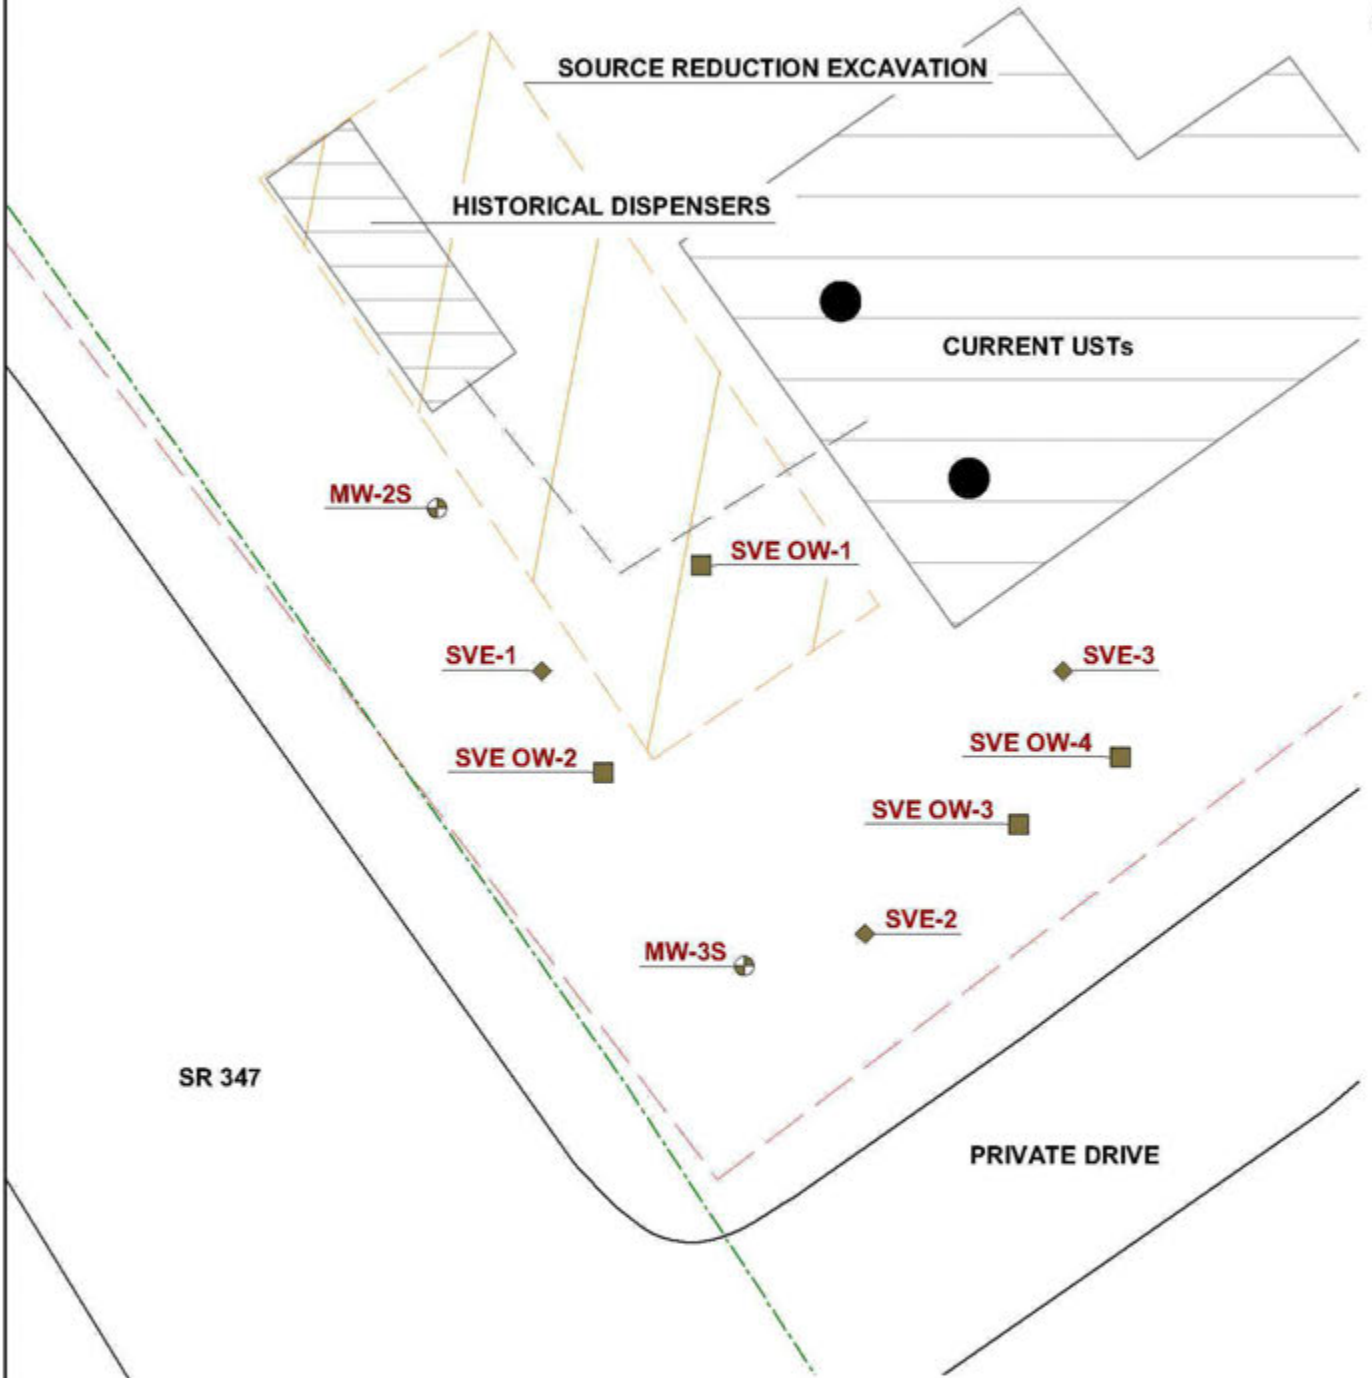 SOURCE REDUCTION EXCAVATION
HISTORICAL DISPENSERS
CURRENT USTs
MW-2S
SVE OW-1
SVE-1
SVE-3
SVE OW-4
SVE OW-2
SVE OW-3
SVE-2
MW-3S
SR 347
PRIVATE DRIVE